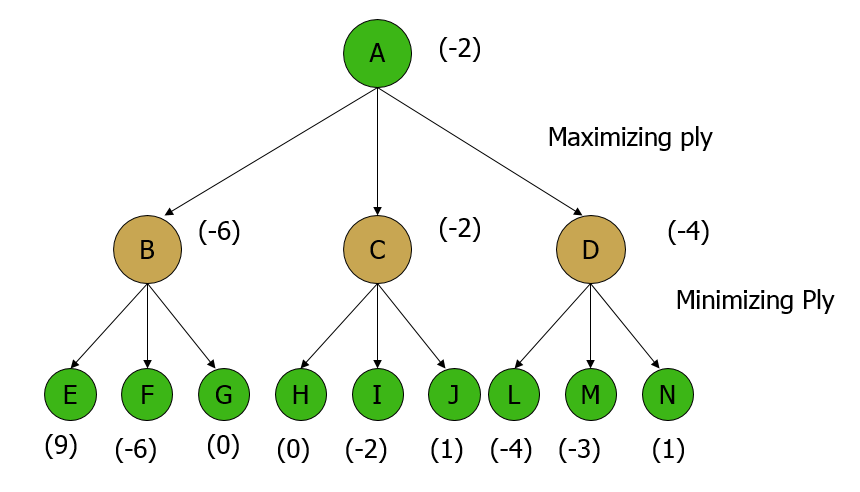 A (-2)
Maximizing ply
B (-6) C (-2) D (-4)
Minimizing Ply
E F G H I J L M N
(9) (-6) (0) (0) (-2) (1) (-4) (-3) (1)